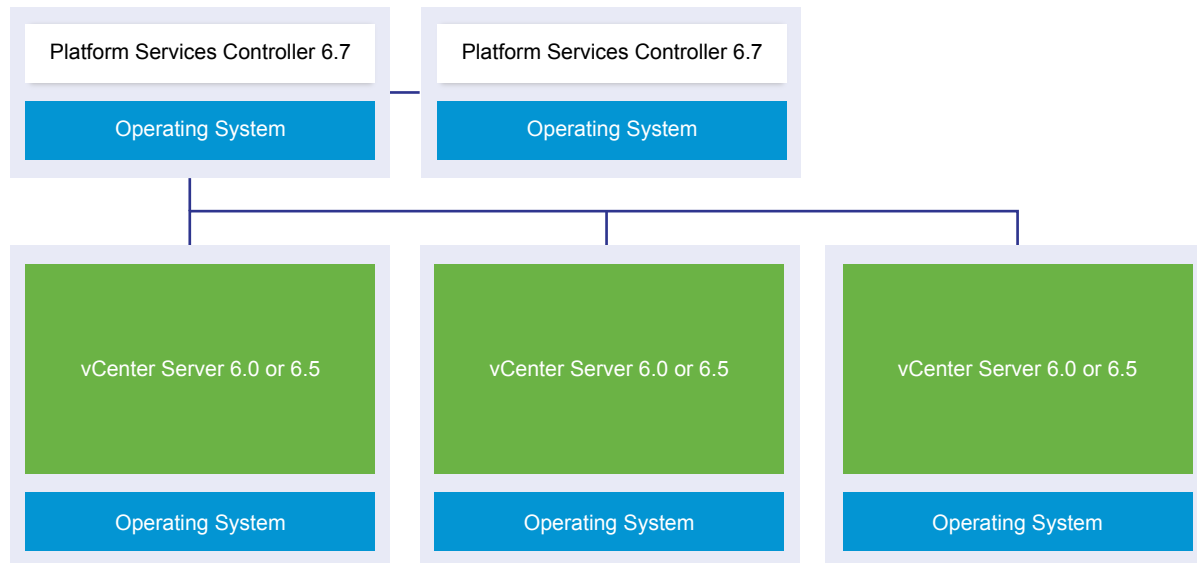 Platform Services Controller 6.7
Platform Services Controller 6.7
Operating System
Operating System
vCenter Server 6.0 or 6.5
vCenter Server 6.0 or 6.5
vCenter Server 6.0 or 6.5
Operating System
Operating System
Operating System